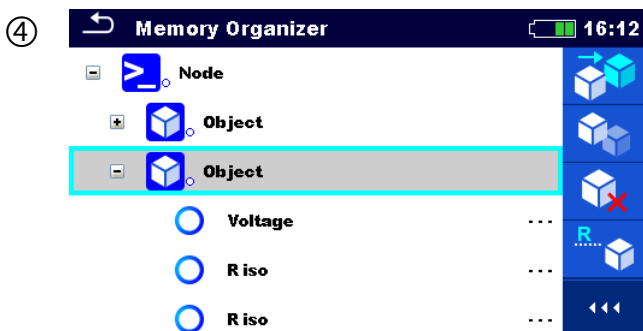 ④
Memory Organizer 16:12
Node
Object
Object
Voltage ---
R iso ---
R iso ---
R